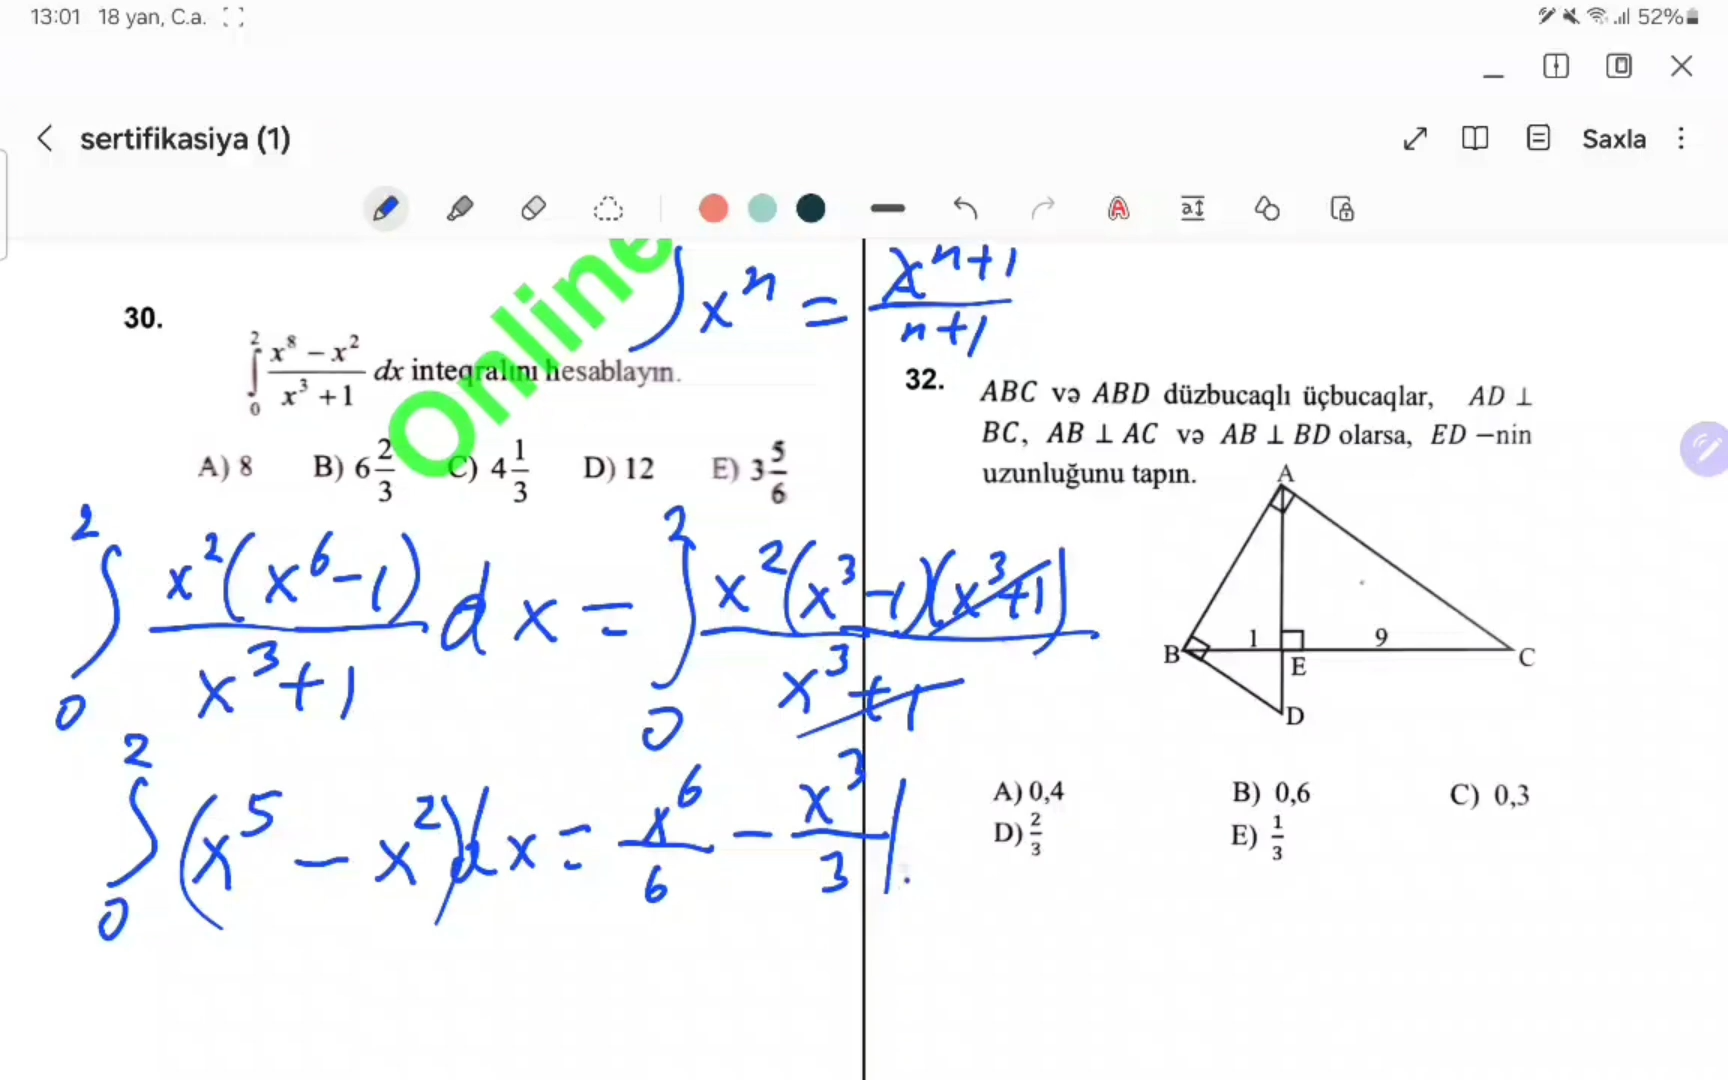 13:01 18 yan, C.a. 52%
sertifikasiya (1)
Saxla
Online
∫ xⁿ = xⁿ⁺¹ / n+1
30.
∫₀² (x⁸ − x²)/(x³ + 1) dx inteqralını hesablayın.
A) 8 B) 6 2/3 C) 4 1/3 D) 12 E) 3 5/6
∫₀² x²(x⁶−1)/(x³+1) dx = ∫₀² x²(x³−1)(x³+1)/(x³+1)
∫₀² (x⁵ − x²)dx = x⁶/6 − x³/3 |
32. ABC və ABD düzbucaqlı üçbucaqlar, AD ⊥
BC, AB ⊥ AC və AB ⊥ BD olarsa, ED −nin
uzunluğunu tapın.
A
B 1 E 9 C
D
A) 0,4 B) 0,6 C) 0,3
D) 2/3 E) 1/3